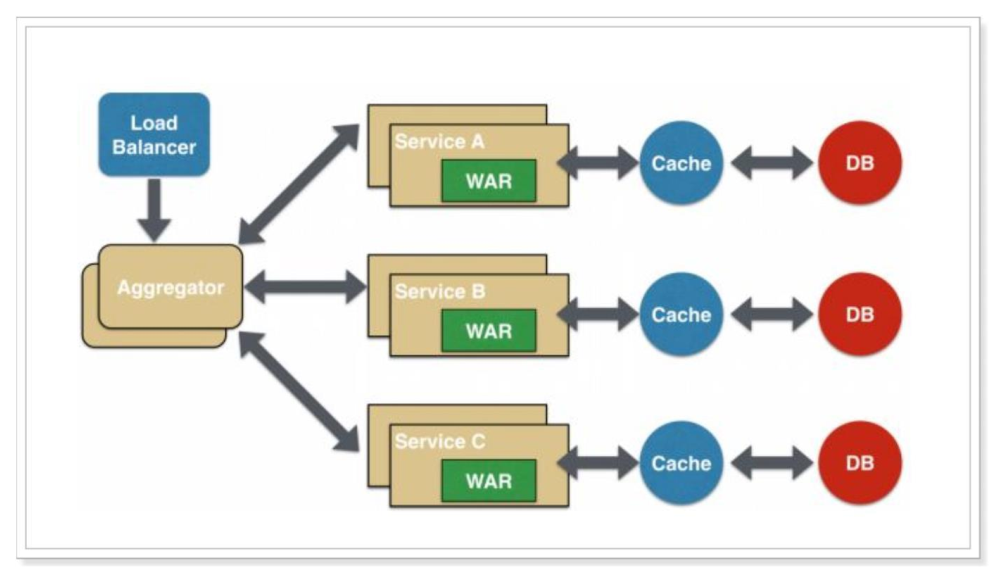 Load
Balancer
Aggregator
Service A
WAR
Cache
DB
Service B
WAR
Cache
DB
Service C
WAR
Cache
DB